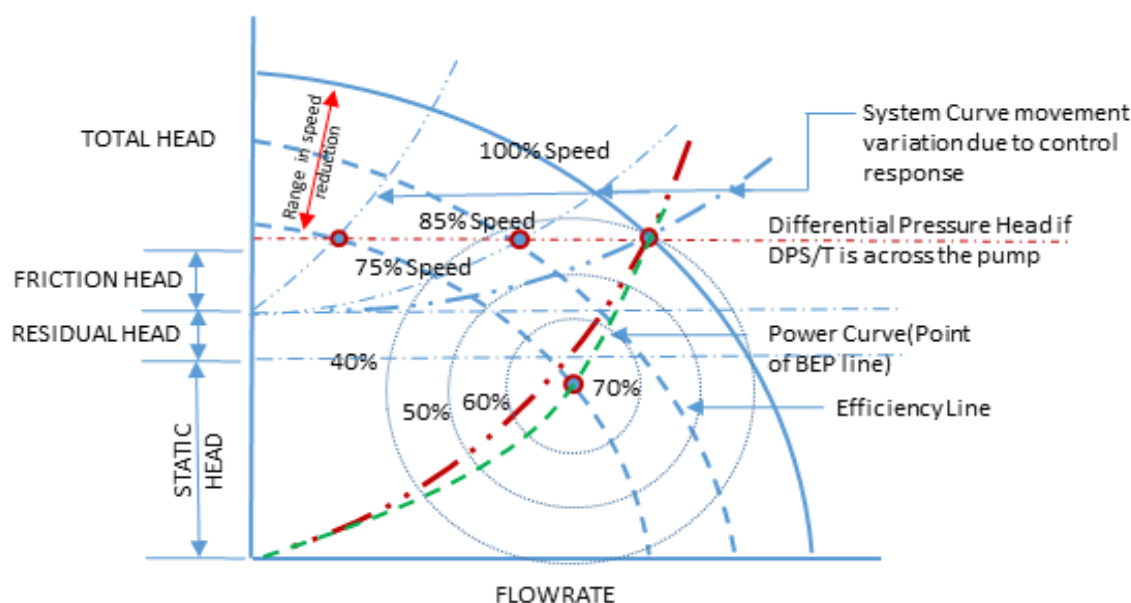 TOTAL HEAD
Range in speed
reduction
100% Speed
System Curve movement
variation due to control
response
85% Speed
Differential Pressure Head if
DPS/T is across the pump
75% Speed
FRICTION HEAD
RESIDUAL HEAD
Power Curve(Point
of BEP line)
40%
70%
60%
50%
Efficiency Line
STATIC
HEAD
FLOWRATE